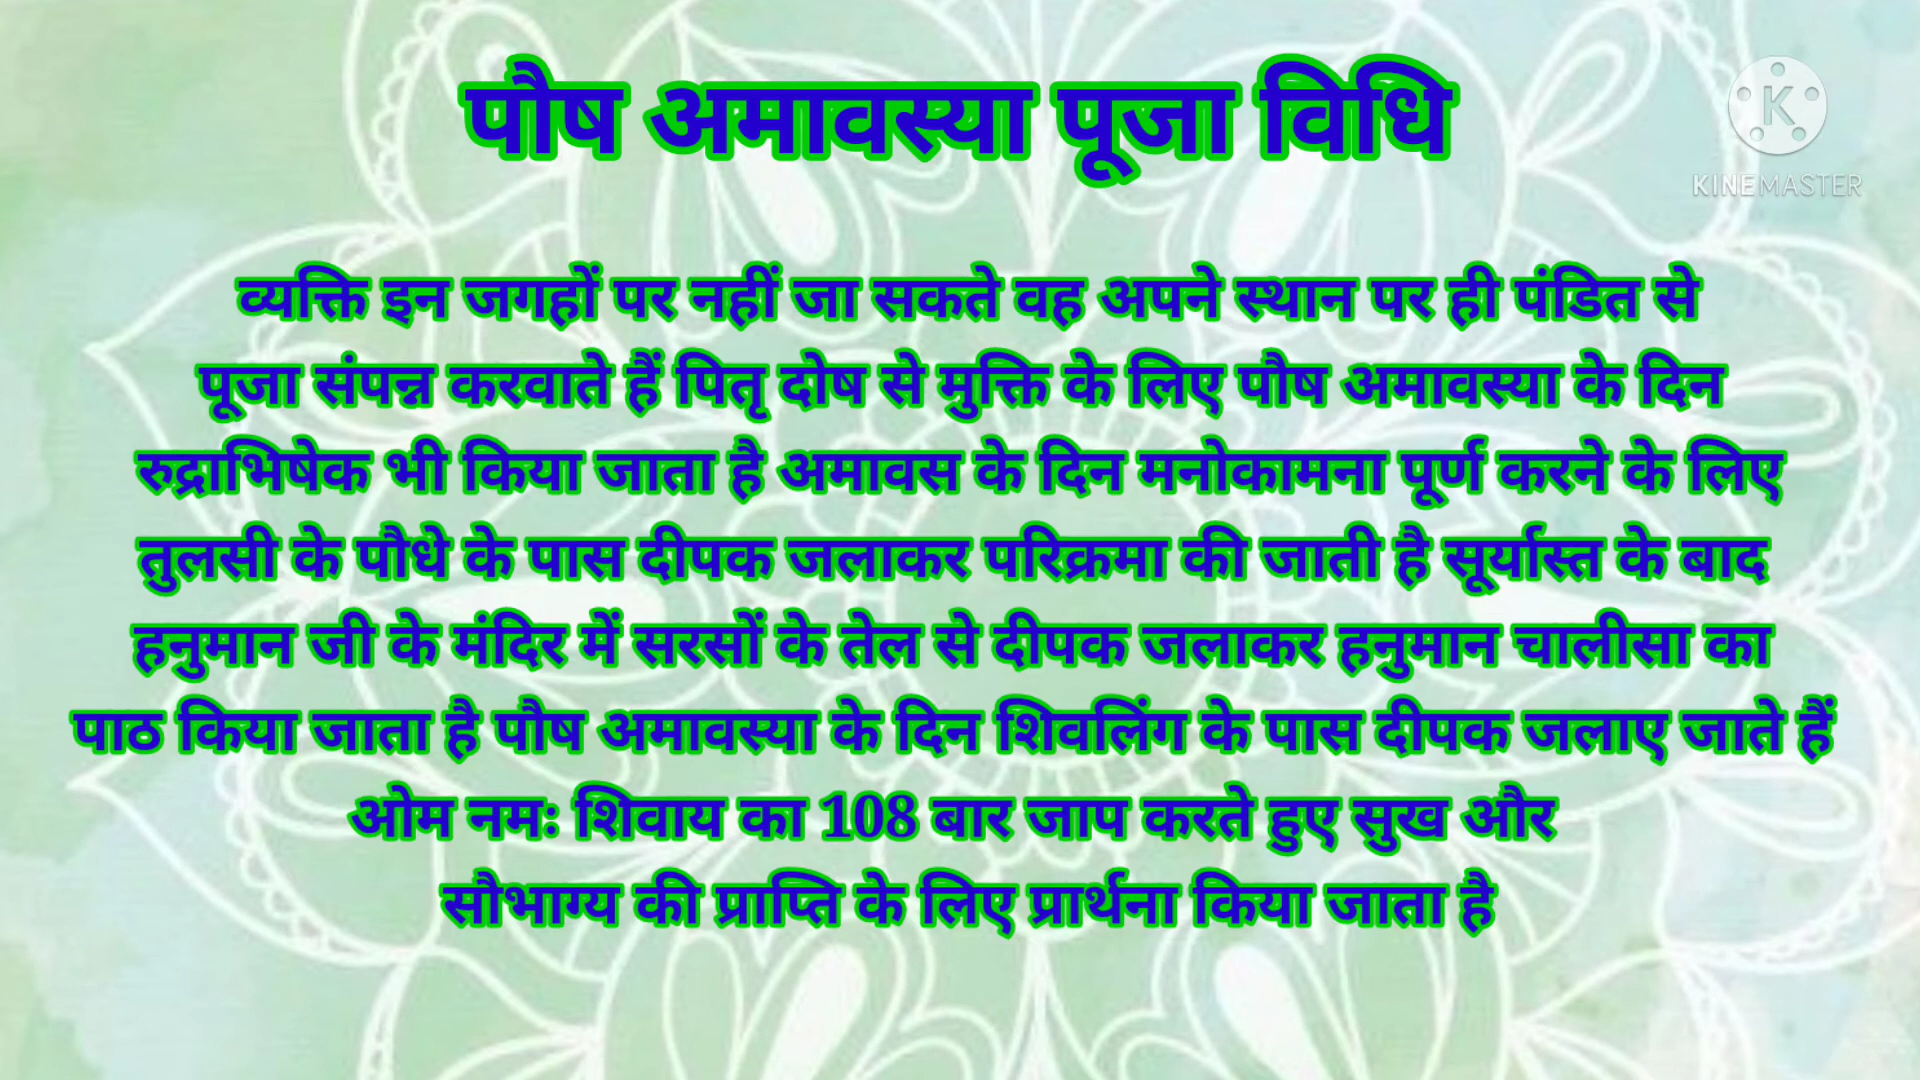 पौष अमावस्या पूजा विधि
K
KINEMASTER
व्यक्ति इन जगहों पर नहीं जा सकते वह अपने स्थान पर ही पंडित से
पूजा संपन्न करवाते हैं पितृ दोष से मुक्ति के लिए पौष अमावस्या के दिन
रुद्राभिषेक भी किया जाता है अमावस के दिन मनोकामना पूर्ण करने के लिए
तुलसी के पौधे के पास दीपक जलाकर परिक्रमा की जाती है सूर्यास्त के बाद
हनुमान जी के मंदिर में सरसों के तेल से दीपक जलाकर हनुमान चालीसा का
पाठ किया जाता है पौष अमावस्या के दिन शिवलिंग के पास दीपक जलाए जाते हैं
ओम नमः शिवाय का 108 बार जाप करते हुए सुख और
सौभाग्य की प्राप्ति के लिए प्रार्थना किया जाता है